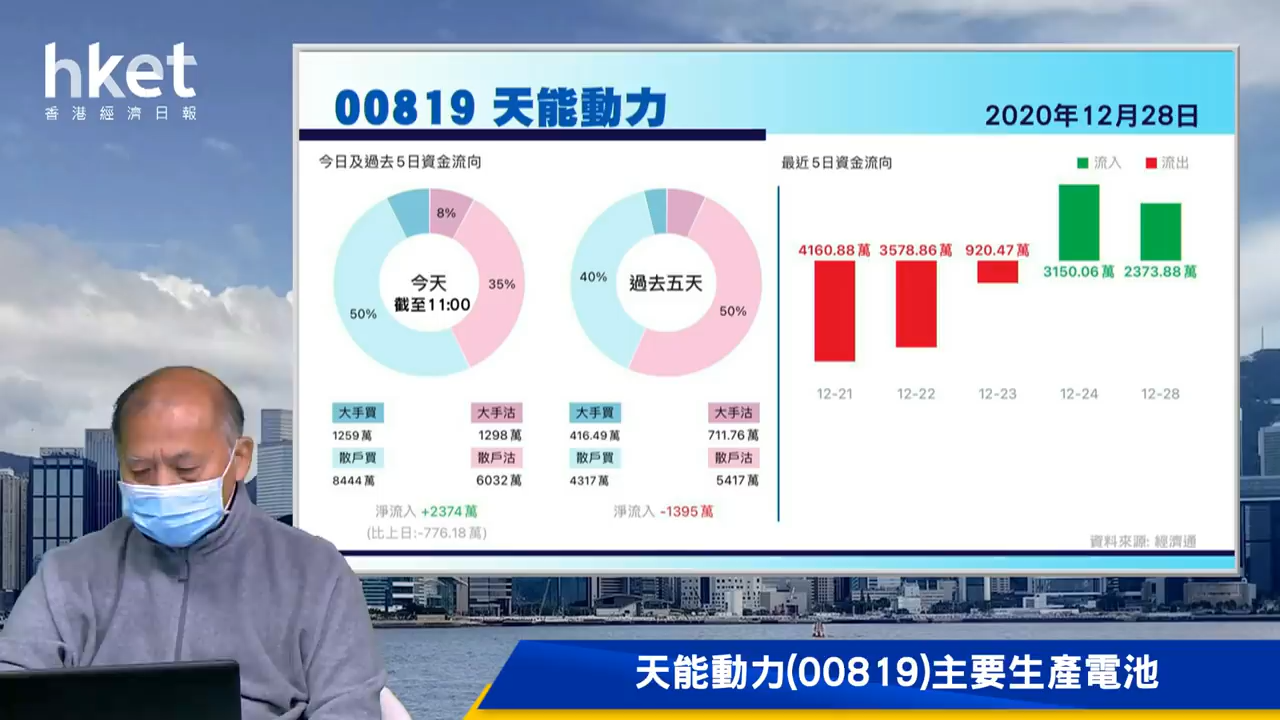 hket
香港經濟日報
00819 天能動力
2020年12月28日
今日及過去5日資金流向
8%
35%
50%
今天
截至11:00
40%
50%
過去五天
大手買
大手沽
1259萬
1298萬
散戶買
散戶沽
8444萬
6032萬
淨流入 +2374萬
(比上日:-776.18萬)
大手買
大手沽
416.49萬
711.76萬
散戶買
散戶沽
4317萬
5417萬
淨流入 -1395萬
最近5日資金流向
流入 流出
4160.88萬 3578.86萬 920.47萬
3150.06萬 2373.88萬
12-21 12-22 12-23 12-24 12-28
資料來源: 經濟通
天能動力(00819)主要生產電池